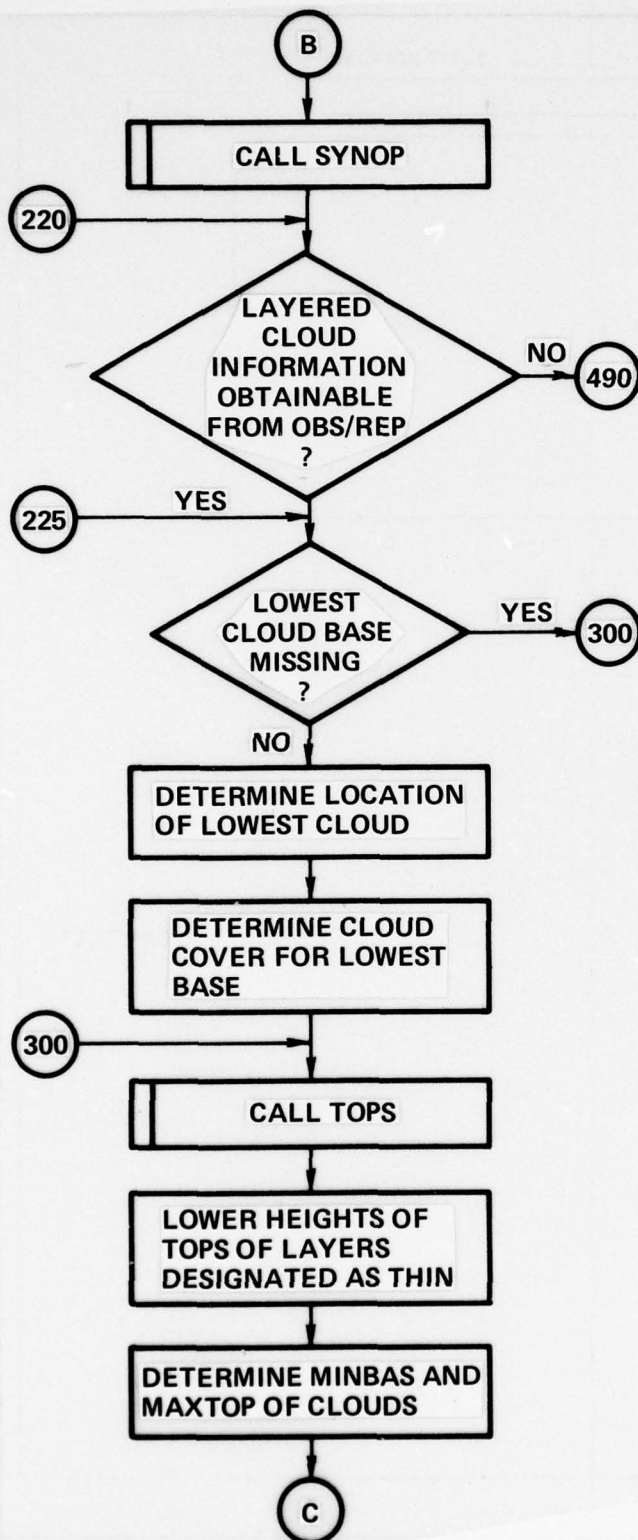 B
CALL SYNOP
220
LAYERED
CLOUD
INFORMATION
OBTAINABLE
FROM OBS/REP
?
NO
490
YES
225
LOWEST
CLOUD BASE
MISSING
?
YES
300
NO
DETERMINE LOCATION
OF LOWEST CLOUD
DETERMINE CLOUD
COVER FOR LOWEST
BASE
300
CALL TOPS
LOWER HEIGHTS OF
TOPS OF LAYERS
DESIGNATED AS THIN
DETERMINE MINBAS AND
MAXTOP OF CLOUDS
C